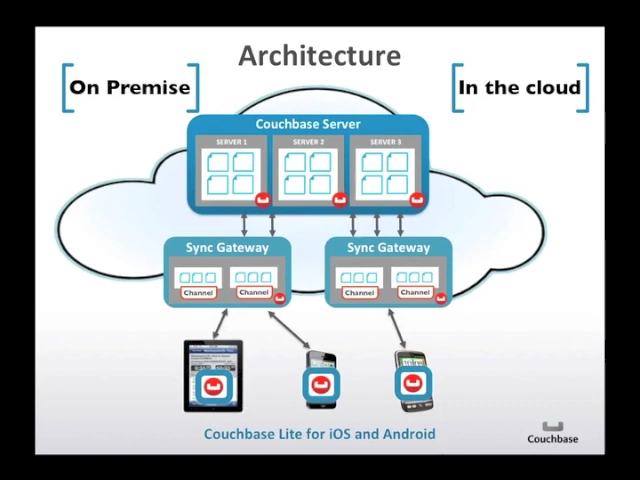 Architecture
On Premise
In the cloud
Couchbase Server
SERVER 1
SERVER 2
SERVER 3
Sync Gateway
Sync Gateway
Channel
Channel
Channel
Channel
Couchbase Lite for iOS and Android
Couchbase